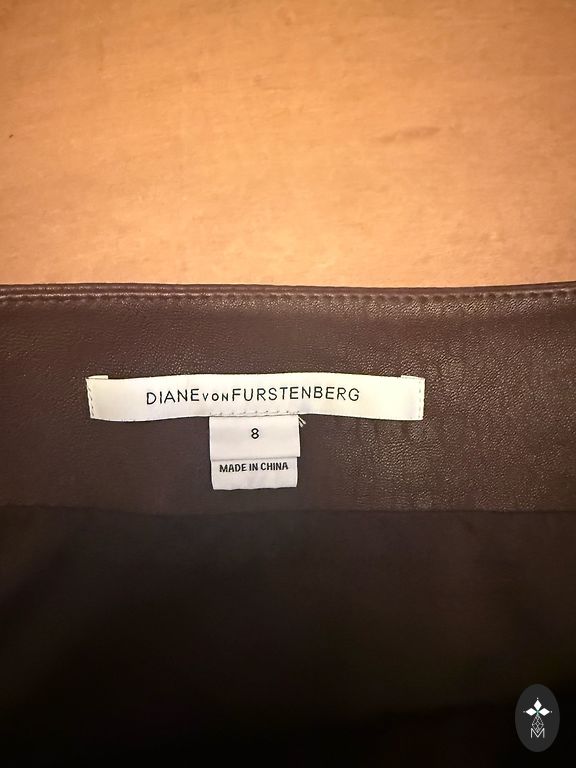 DIANE VON FURSTENBERG
8
MADE IN CHINA
M